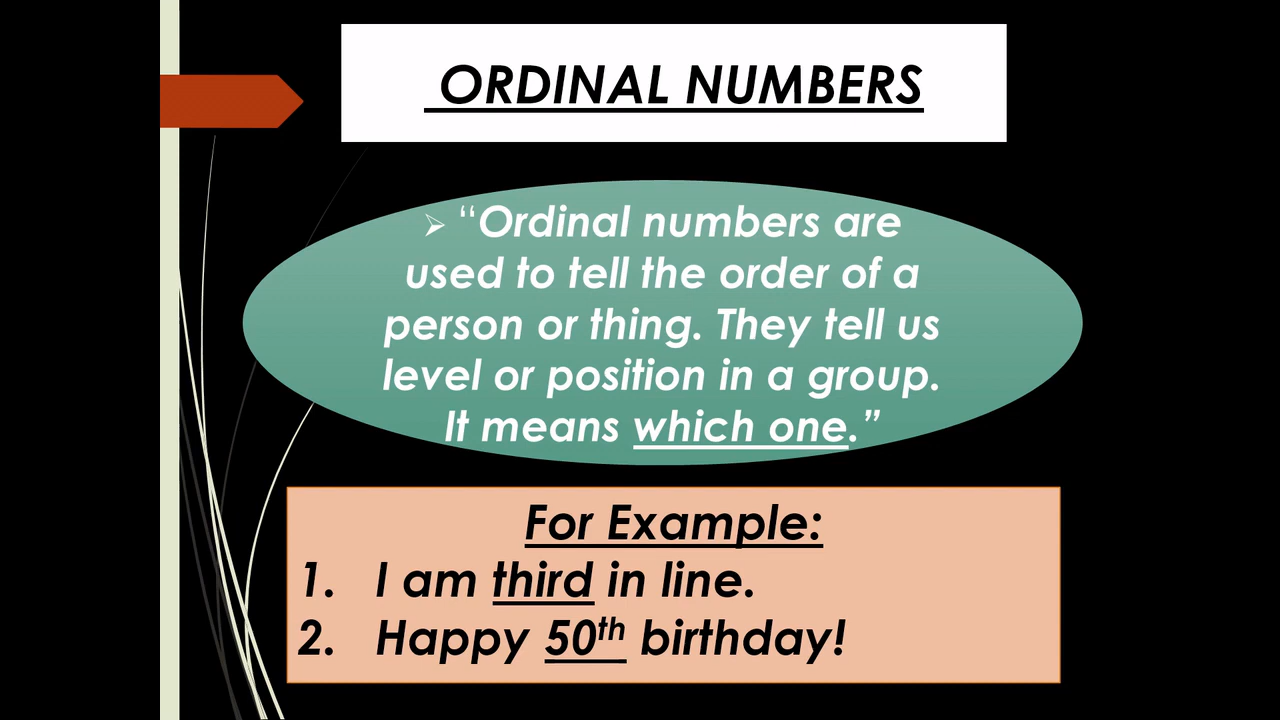 ORDINAL NUMBERS
➢ “Ordinal numbers are
used to tell the order of a
person or thing. They tell us
level or position in a group.
It means which one.”
For Example:
1. I am third in line.
2. Happy 50th birthday!